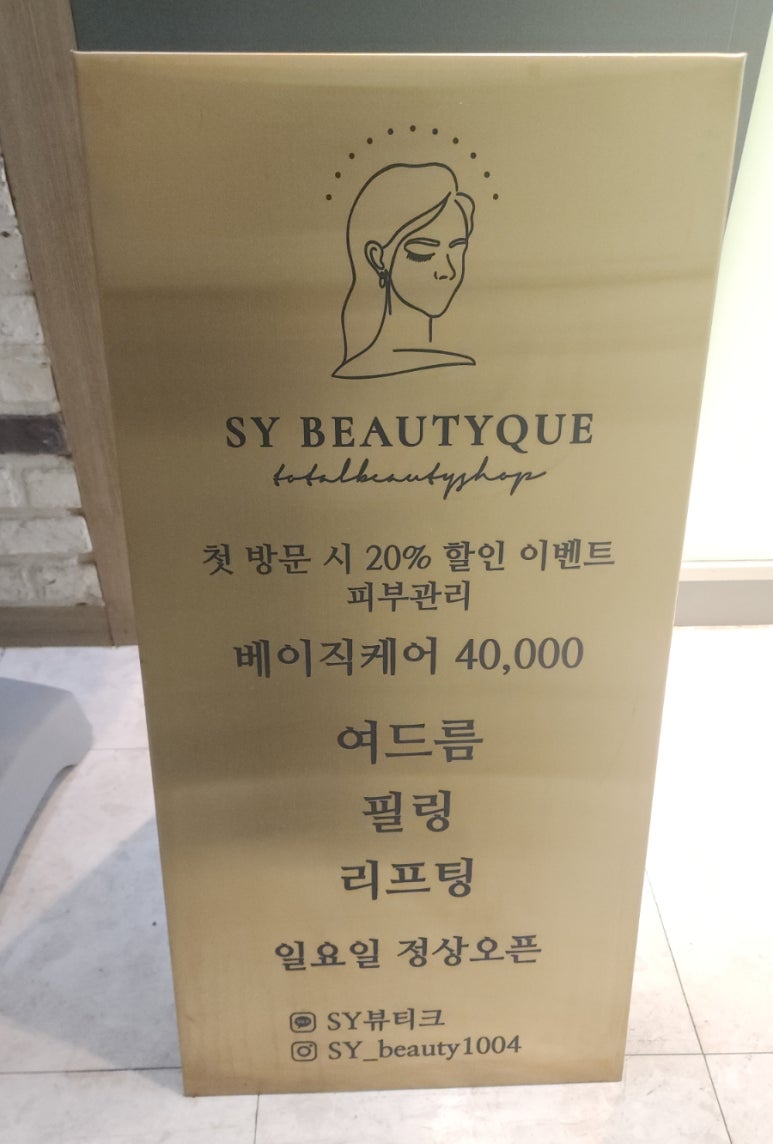 SY BEAUTYQUE
totalbeautyshop
첫 방문 시 20% 할인 이벤트
피부관리
베이직케어 40,000
여드름
필링
리프팅
일요일 정상오픈
SY뷰티크
SY_beauty1004